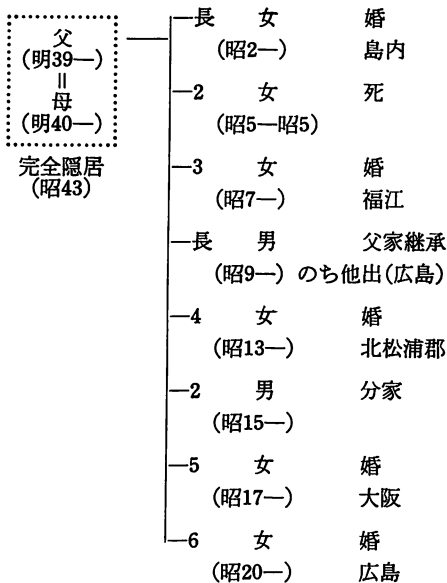 父
(明39―)
‖
母
(明40―)
完全隠居
(昭43)
長 女 婚
(昭2―) 島内
2 女 死
(昭5―昭5)
3 女 婚
(昭7―) 福江
長 男 父家継承
(昭9―) のち他出(広島)
4 女 婚
(昭13―) 北松浦郡
2 男 分家
(昭15―)
5 女 婚
(昭17―) 大阪
6 女 婚
(昭20―) 広島